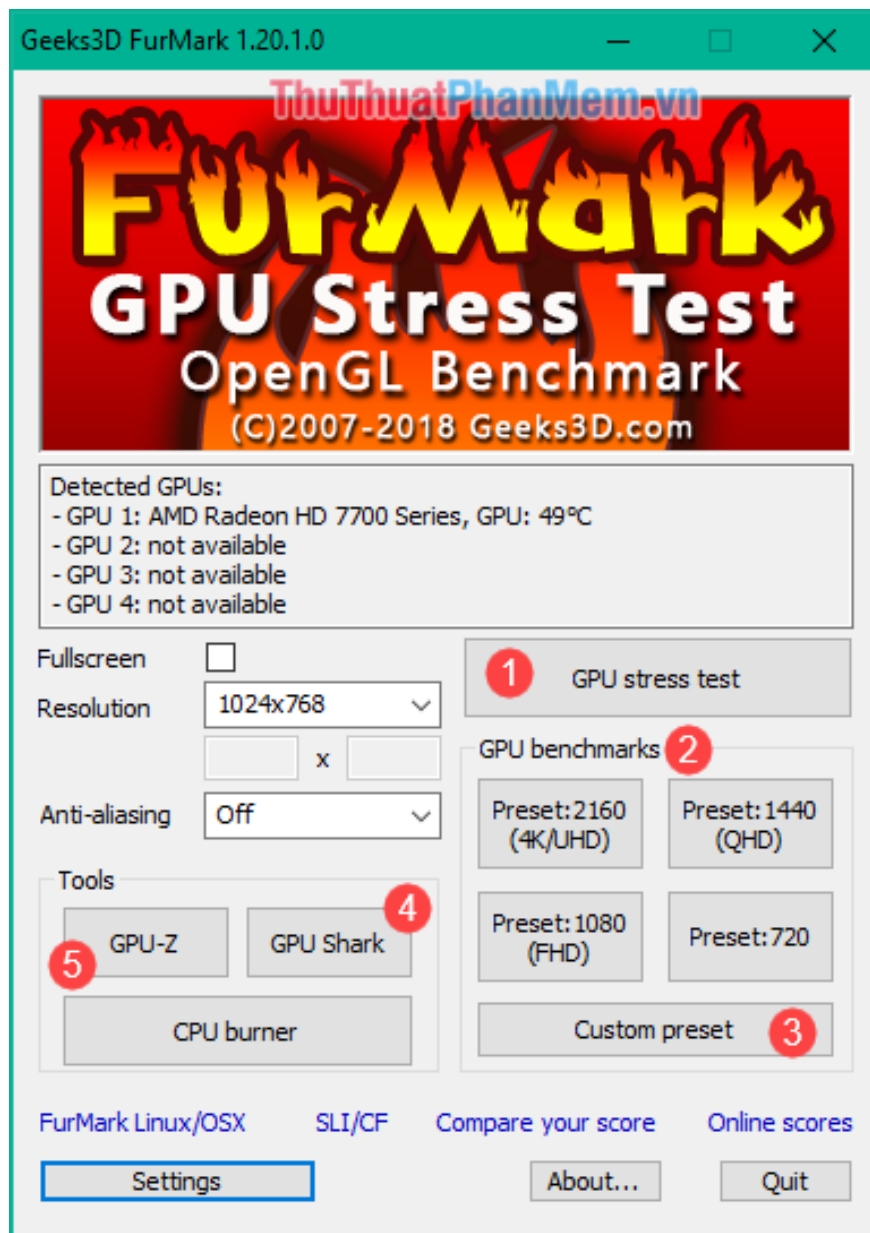 Geeks3D FurMark 1.20.1.0
ThuThuatPhanMem.vn
FurMark
GPU Stress Test
OpenGL Benchmark
(C)2007-2018 Geeks3D.com
Detected GPUs:
- GPU 1: AMD Radeon HD 7700 Series, GPU: 49°C
- GPU 2: not available
- GPU 3: not available
- GPU 4: not available
Fullscreen
Resolution
1024x768
x
Anti-aliasing
Off
1
GPU stress test
GPU benchmarks
2
Preset:2160
(4K/UHD)
Preset:1440
(QHD)
Preset:1080
(FHD)
Preset:720
Custom preset
3
Tools
GPU-Z
5
GPU Shark
4
CPU burner
FurMark Linux/OSX
SLI/CF
Compare your score
Online scores
Settings
About...
Quit